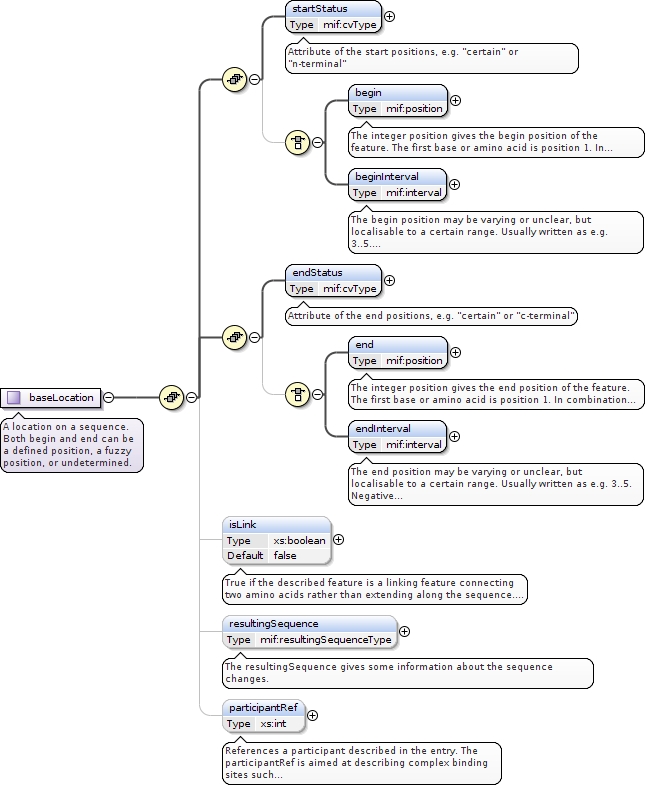 startStatus
Type mif:cvType
Attribute of the start positions, e.g. "certain" or
"n-terminal"
begin
Type mif:position
The integer position gives the begin position of the
feature. The first base or amino acid is position 1. In...
beginInterval
Type mif:interval
The begin position may be varying or unclear, but
localisable to a certain range. Usually written as e.g.
3..5....
endStatus
Type mif:cvType
Attribute of the end positions, e.g. "certain" or "c-terminal"
end
Type mif:position
The integer position gives the end position of the feature.
The first base or amino acid is position 1. In combination...
endInterval
Type mif:interval
The end position may be varying or unclear, but
localisable to a certain range. Usually written as e.g. 3..5.
Negative...
baseLocation
A location on a sequence.
Both begin and end can be
a defined position, a fuzzy
position, or undetermined.
isLink
Type xs:boolean
Default false
True if the described feature is a linking feature connecting
two amino acids rather than extending along the sequence....
resultingSequence
Type mif:resultingSequenceType
The resultingSequence gives some information about the sequence
changes.
participantRef
Type xs:int
References a participant described in the entry. The
participantRef is aimed at describing complex binding
sites such...